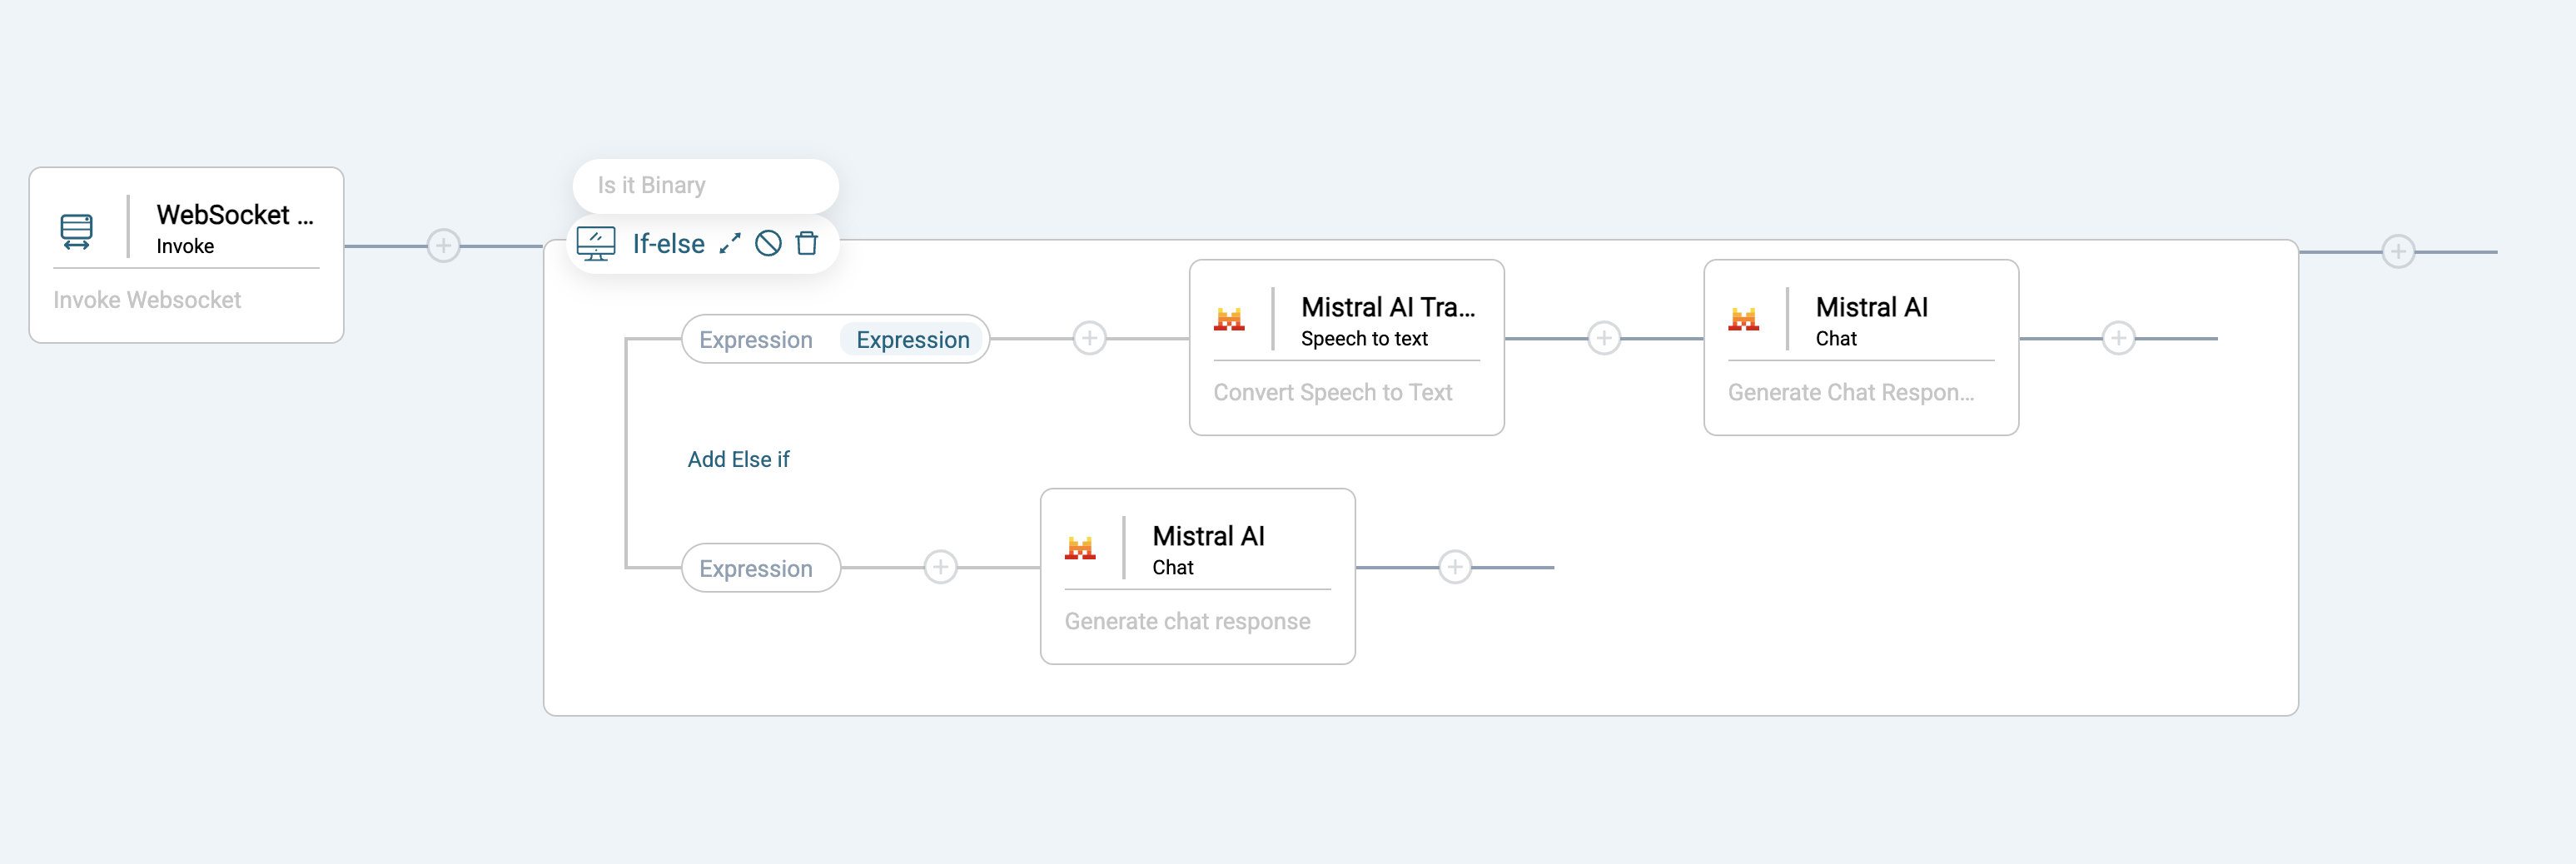 WebSocket ...
Invoke
Invoke Websocket
Is it Binary
If-else
Expression Expression
Mistral AI Tra...
Speech to text
Convert Speech to Text
Mistral AI
Chat
Generate Chat Respon...
Add Else if
Expression
Mistral AI
Chat
Generate chat response